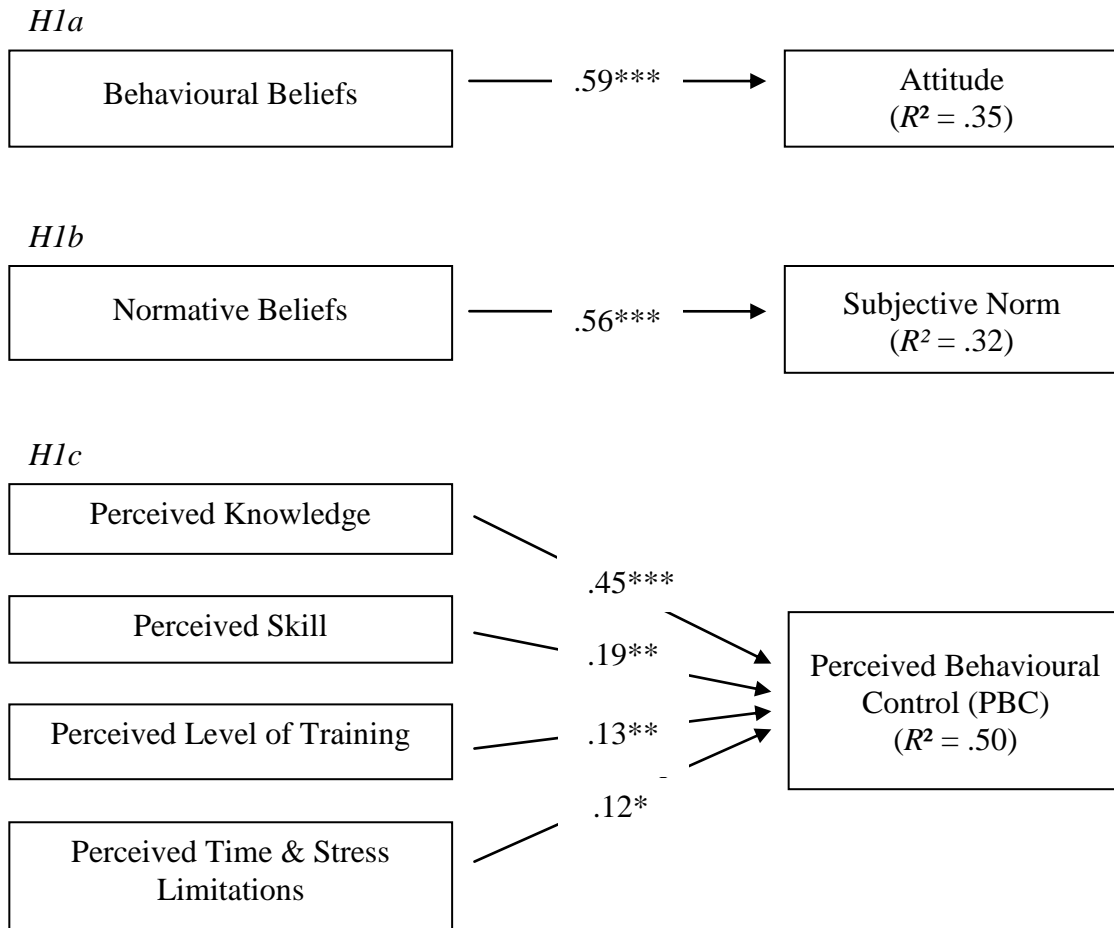 H1a
Behavioural Beliefs
.59***
Attitude
(R² = .35)
H1b
Normative Beliefs
.56***
Subjective Norm
(R² = .32)
H1c
Perceived Knowledge
.45***
Perceived Skill
.19**
Perceived Level of Training
.13**
Perceived Time & Stress
Limitations
.12*
Perceived Behavioural
Control (PBC)
(R² = .50)